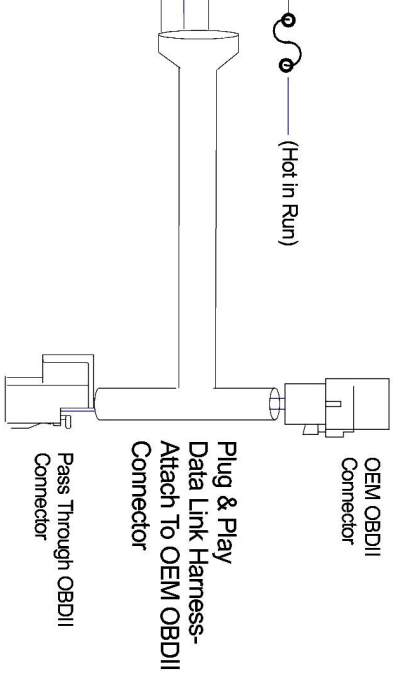 (Hot in Run)
OEM OBDII
Connector
Plug & Play
Data Link Harness-
Attach To OEM OBDII
Connector
Pass Through OBDII
Connector